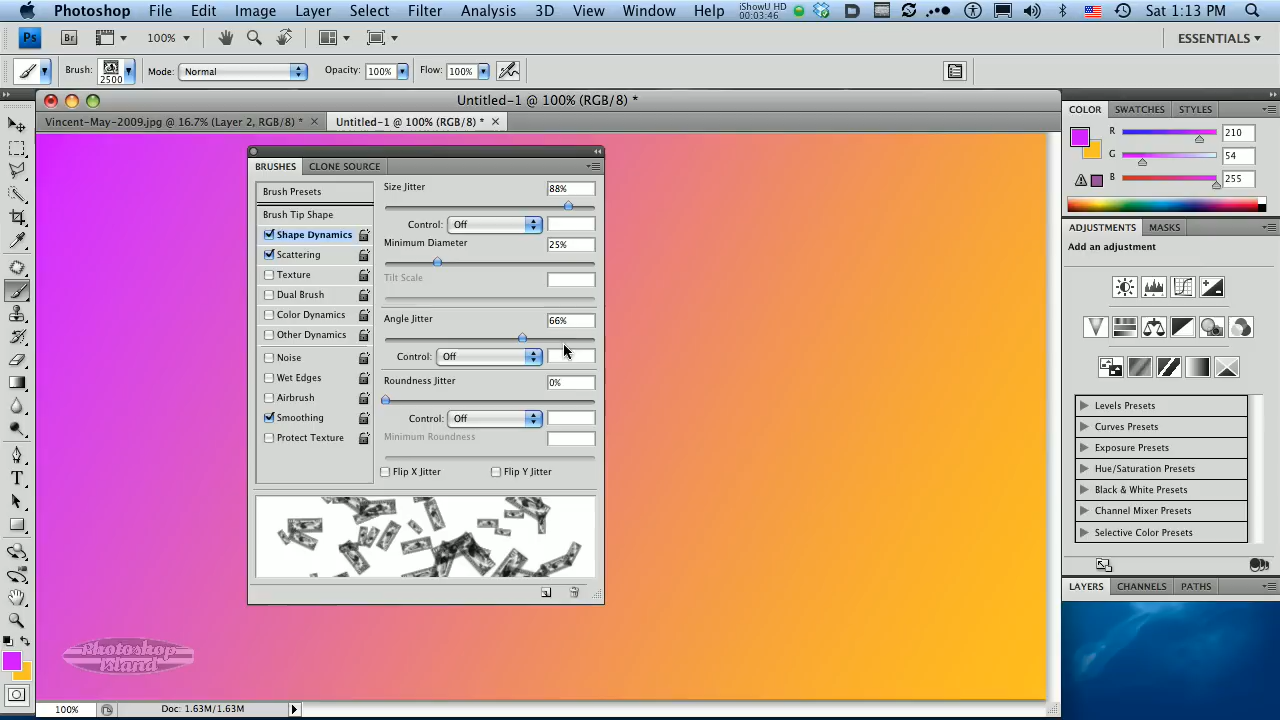 Photoshop File Edit Image Layer Select Filter Analysis 3D View Window Help iShowU HD 00:03:46 Sat 1:13 PM
Ps Br 100% ESSENTIALS
Brush: 2500 Mode: Normal Opacity: 100% Flow: 100%
Untitled-1 @ 100% (RGB/8) *
Vincent-May-2009.jpg @ 16.7% (Layer 2, RGB/8) * Untitled-1 @ 100% (RGB/8) *
BRUSHES CLONE SOURCE
Brush Presets
Brush Tip Shape
Shape Dynamics
Scattering
Texture
Dual Brush
Color Dynamics
Other Dynamics
Noise
Wet Edges
Airbrush
Smoothing
Protect Texture
Size Jitter 88%
Control: Off
Minimum Diameter 25%
Tilt Scale
Angle Jitter 66%
Control: Off
Roundness Jitter 0%
Control: Off
Minimum Roundness
Flip X Jitter Flip Y Jitter
COLOR SWATCHES STYLES
R 210
G 54
B 255
ADJUSTMENTS MASKS
Add an adjustment
Levels Presets
Curves Presets
Exposure Presets
Hue/Saturation Presets
Black & White Presets
Channel Mixer Presets
Selective Color Presets
LAYERS CHANNELS PATHS
Photoshop
Island
100% Doc: 1.63M/1.63M